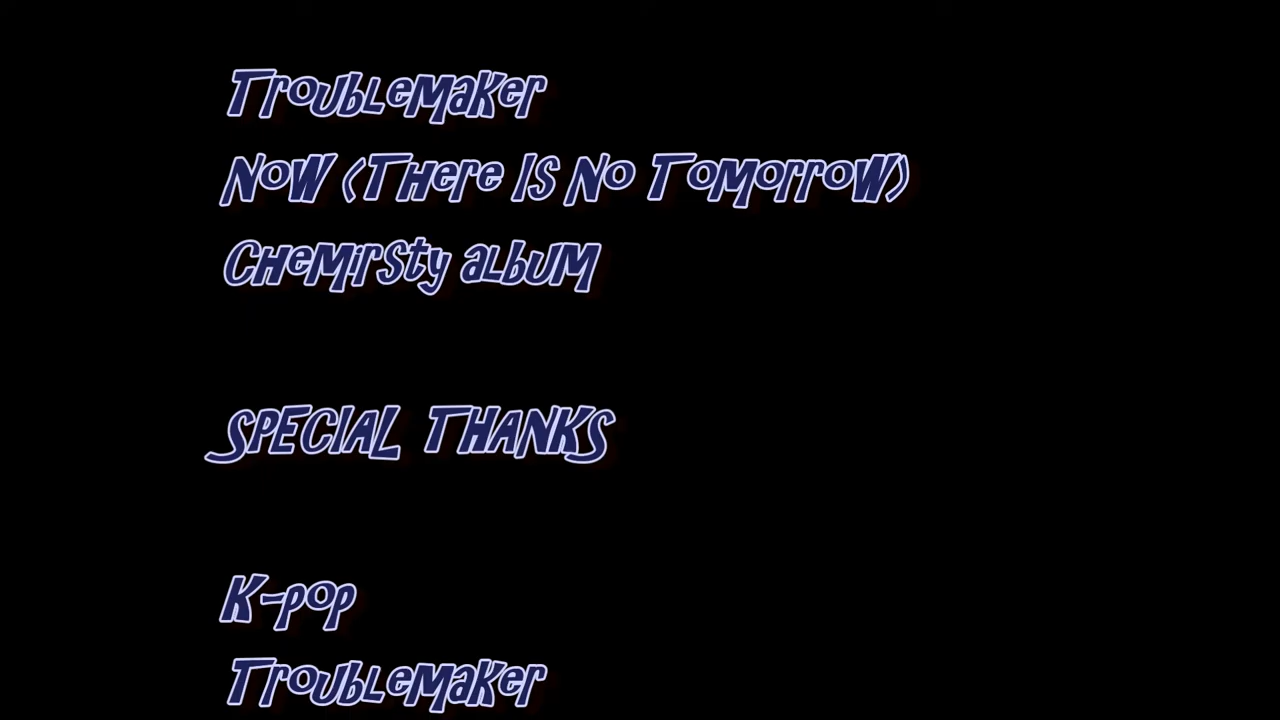 Troublemaker
Now (There Is No Tomorrow)
Chemirsty album
SPECIAL THANKS
K-pop
Troublemaker